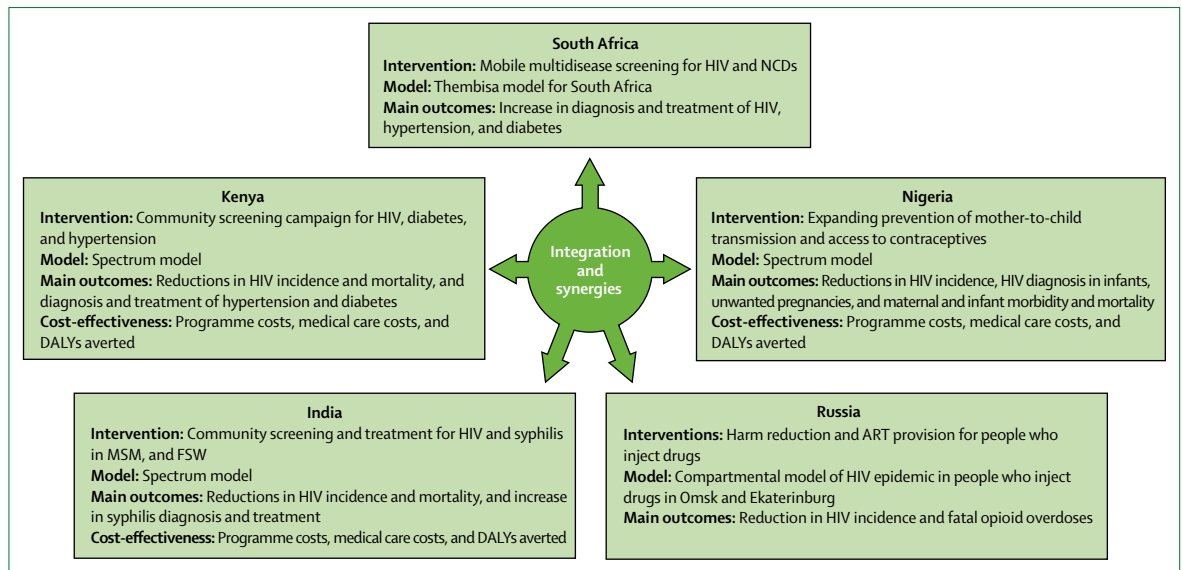 South Africa
Intervention: Mobile multidisease screening for HIV and NCDs
Model: Thembisa model for South Africa
Main outcomes: Increase in diagnosis and treatment of HIV,
hypertension, and diabetes
Kenya
Intervention: Community screening campaign for HIV, diabetes,
and hypertension
Model: Spectrum model
Main outcomes: Reductions in HIV incidence and mortality, and
diagnosis and treatment of hypertension and diabetes
Cost-effectiveness: Programme costs, medical care costs, and
DALYs averted
Integration
and
synergies
Nigeria
Intervention: Expanding prevention of mother-to-child
transmission and access to contraceptives
Model: Spectrum model
Main outcomes: Reductions in HIV incidence, HIV diagnosis in infants,
unwanted pregnancies, and maternal and infant morbidity and mortality
Cost-effectiveness: Programme costs, medical care costs, and
DALYs averted
India
Intervention: Community screening and treatment for HIV and syphilis
in MSM, and FSW
Model: Spectrum model
Main outcomes: Reductions in HIV incidence and mortality, and increase
in syphilis diagnosis and treatment
Cost-effectiveness: Programme costs, medical care costs, and DALYs averted
Russia
Interventions: Harm reduction and ART provision for people who
inject drugs
Model: Compartmental model of HIV epidemic in people who inject
drugs in Omsk and Ekaterinburg
Main outcomes: Reduction in HIV incidence and fatal opioid overdoses